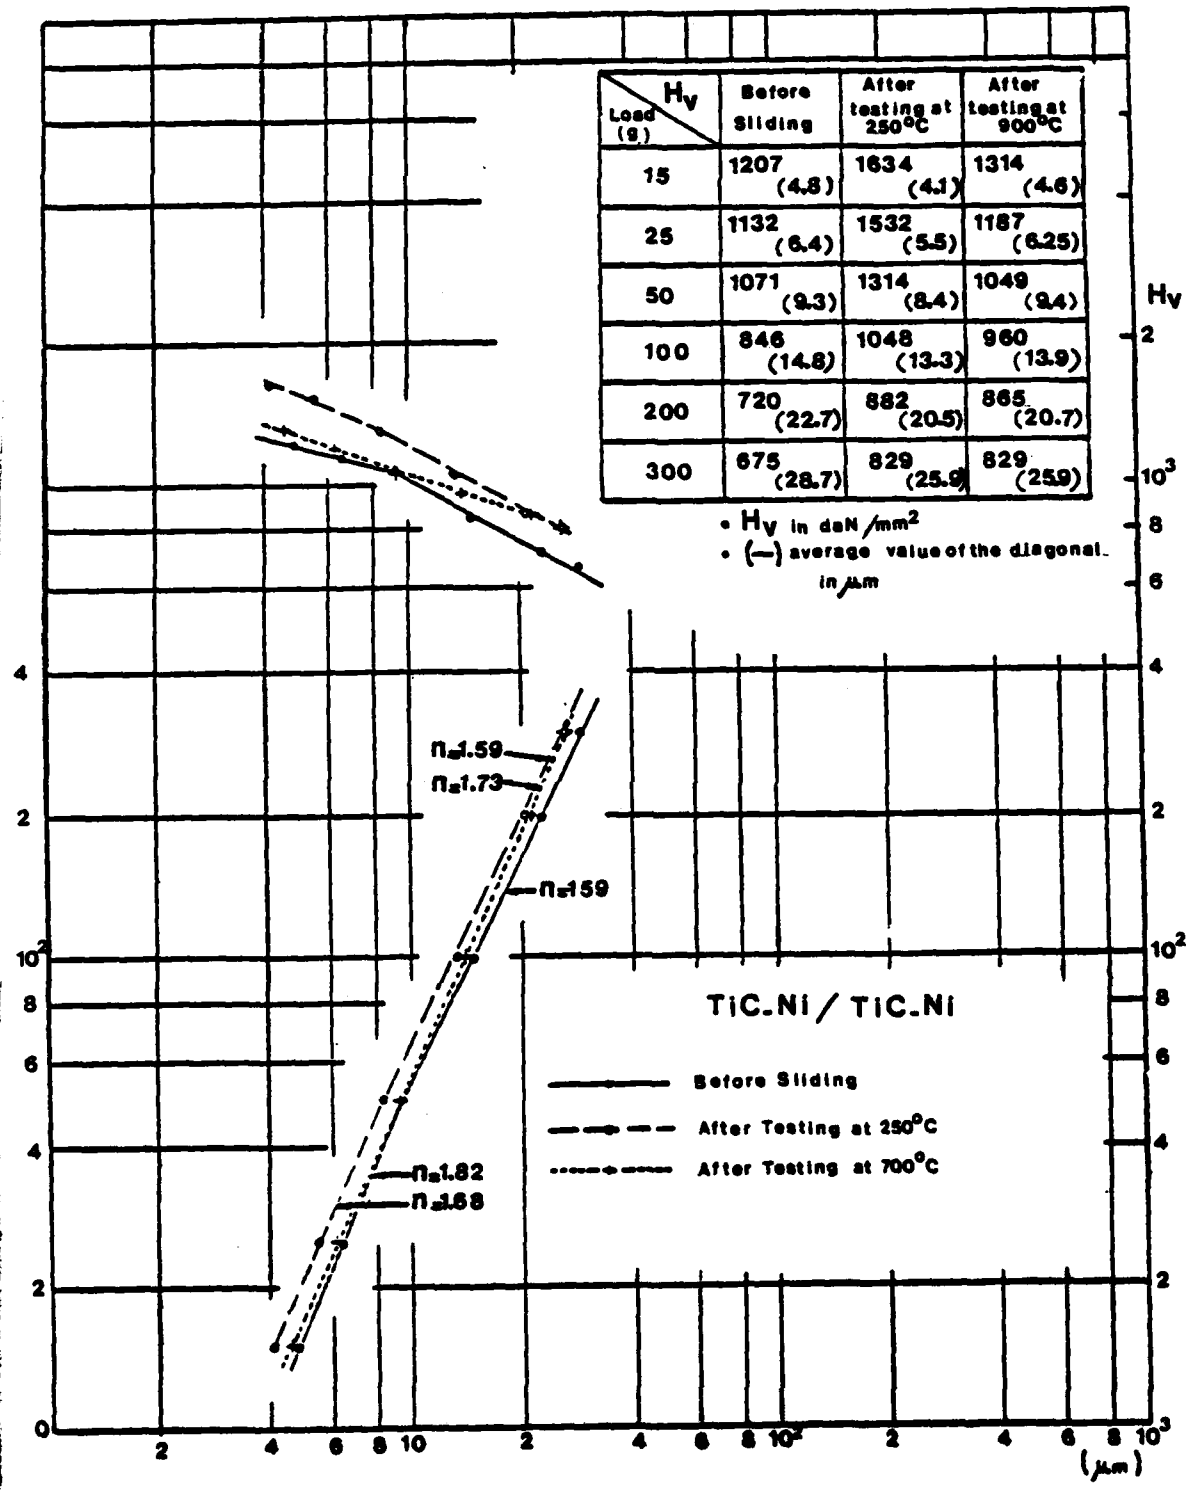 Hv
Load
(g)
Before
Sliding
After
testing at
250°C
After
testing at
900°C
15 1207 (4.8) 1634 (4.1) 1314 (4.6)
25 1132 (6.4) 1532 (5.5) 1187 (6.25)
50 1071 (9.3) 1314 (8.4) 1049 (9.4)
100 846 (14.8) 1048 (13.3) 960 (13.9)
200 720 (22.7) 882 (20.5) 865 (20.7)
300 675 (28.7) 829 (25.9) 829 (25.9)
• Hv in daN/mm²
• (—) average value of the diagonal
in μm
Hv
2
10³
8
6
4
2
10²
8
6
4
2
4
2
10²
8
6
4
2
0
n=1.59
n=1.73
n=159
n=1.82
n=1.68
TiC-Ni / TiC-Ni
Before Sliding
After Testing at 250°C
After Testing at 700°C
2 4 6 8 10 2 4 6 8 10² 2 4 6 8 10³
(μm)